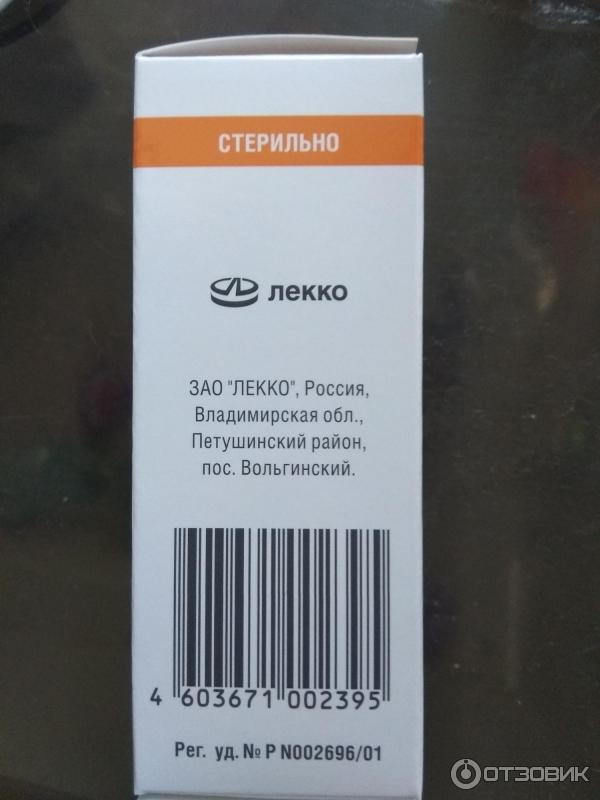 СТЕРИЛЬНО
лекко
ЗАО "ЛЕККО", Россия,
Владимирская обл.,
Петушинский район,
пос. Вольгинский.
4 603671 002395
Рег. уд. № Р N002696/01
ОТЗОВИК